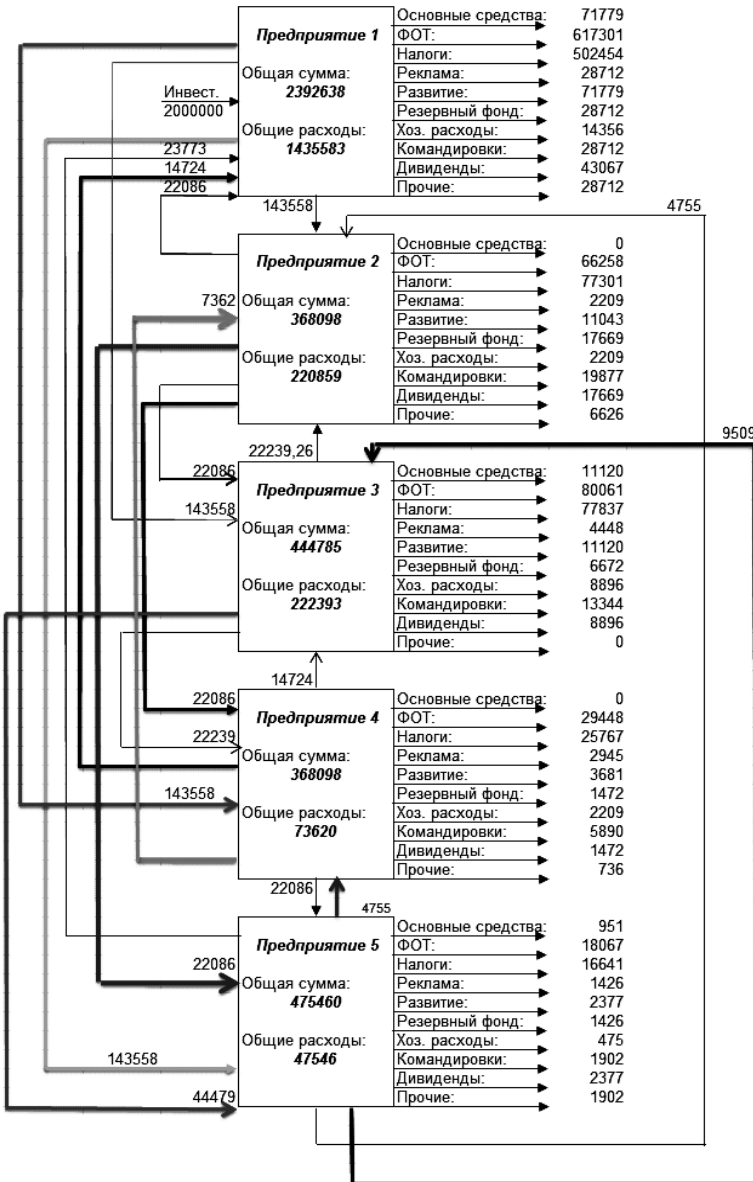 Предприятие 1
Общая сумма:
2392638
Общие расходы:
1435583
Инвест.
2000000
23773
14724
22086
Основные средства: 71779
ФОТ: 617301
Налоги: 502454
Реклама: 28712
Развитие: 71779
Резервный фонд: 28712
Хоз. расходы: 14356
Командировки: 28712
Дивиденды: 43067
Прочие: 28712
143558
4755
Предприятие 2
7362
Общая сумма:
368098
Общие расходы:
220859
Основные средства: 0
ФОТ: 66258
Налоги: 77301
Реклама: 2209
Развитие: 11043
Резервный фонд: 17669
Хоз. расходы: 2209
Командировки: 19877
Дивиденды: 17669
Прочие: 6626
22239,26
9509
22086
143558
Предприятие 3
Общая сумма:
444785
Общие расходы:
222393
Основные средства: 11120
ФОТ: 80061
Налоги: 77837
Реклама: 4448
Развитие: 11120
Резервный фонд: 6672
Хоз. расходы: 8896
Командировки: 13344
Дивиденды: 8896
Прочие: 0
14724
22086
22239
143558
Предприятие 4
Общая сумма:
368098
Общие расходы:
73620
Основные средства: 0
ФОТ: 29448
Налоги: 25767
Реклама: 2945
Развитие: 3681
Резервный фонд: 1472
Хоз. расходы: 2209
Командировки: 5890
Дивиденды: 1472
Прочие: 736
22086
4755
22086
143558
44479
Предприятие 5
Общая сумма:
475460
Общие расходы:
47546
Основные средства: 951
ФОТ: 18067
Налоги: 16641
Реклама: 1426
Развитие: 2377
Резервный фонд: 1426
Хоз. расходы: 475
Командировки: 1902
Дивиденды: 2377
Прочие: 1902